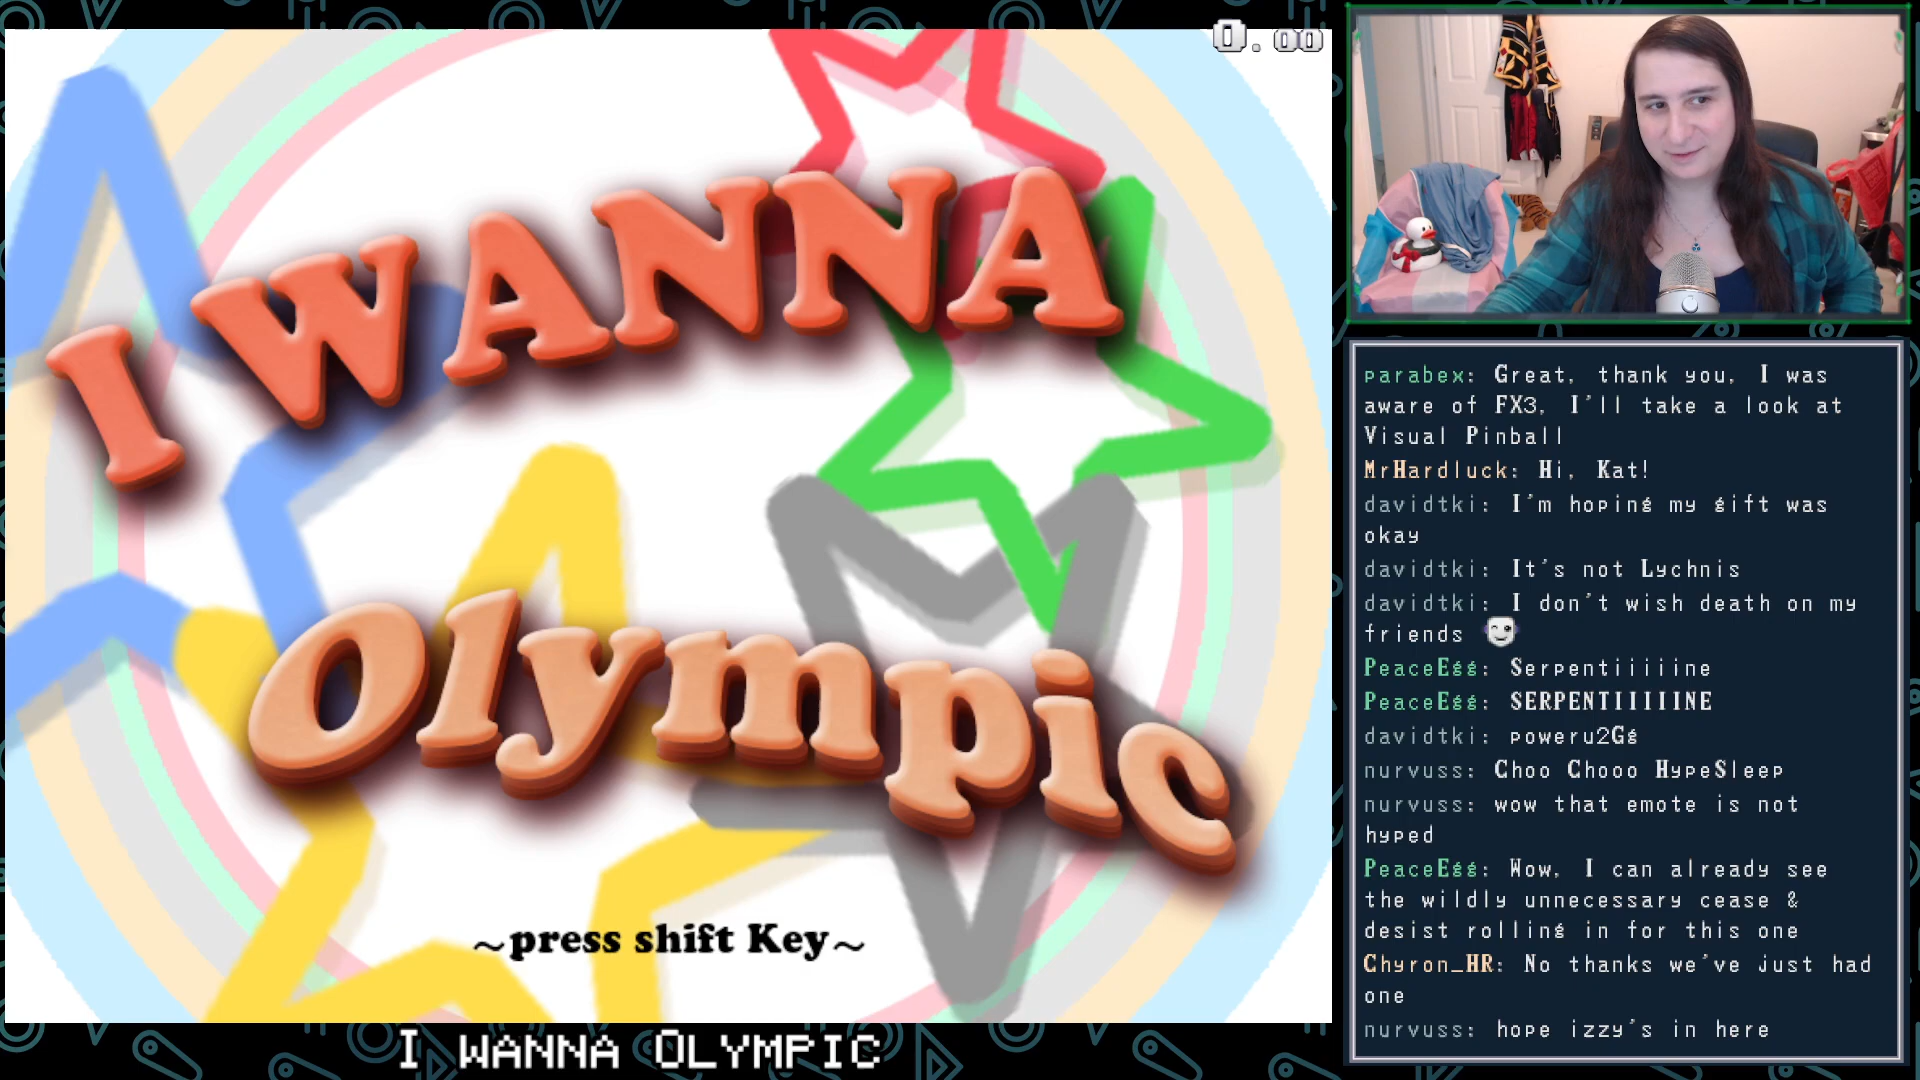 0.00
I WANNA
Olympic
~press shift Key~
I WANNA OLYMPIC
parabex: Great, thank you, I was
aware of FX3, I'll take a look at
Visual Pinball
MrHardluck: Hi, Kat!
davidtki: I'm hoping my gift was
okay
davidtki: It's not Lychnis
davidtki: I don't wish death on my
friends
PeaceEgg: Serpentiiiiiine
PeaceEgg: SERPENTIIIIIINE
davidtki: poweru2Gg
nurvuss: Choo Chooo HypeSleep
nurvuss: wow that emote is not
hyped
PeaceEgg: Wow, I can already see
the wildly unnecessary cease &
desist rolling in for this one
Chyron_HR: No thanks we've just had
one
nurvuss: hope izzy's in here